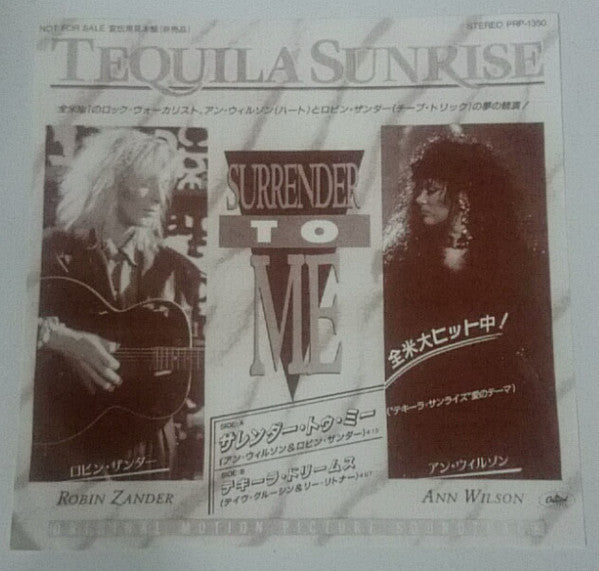 NOT FOR SALE 宣伝用見本盤(非売品)
STEREO PRP-1350
TEQUILA SUNRISE
全米No.1のロック・ヴォーカリスト、アン・ウィルソン(ハート)とロビン・ザンダー(チープ・トリック)の夢の競演!
SURRENDER
TO
ME
全米大ヒット中!
("テキーラ・サンライズ"愛のテーマ)
SIDE-A
サレンダー・トゥ・ミー
(アン・ウィルソン&ロビン・ザンダー)
SIDE-B
テキーラ・ドリームス
(デイヴ・グルーシン&リー・リトナー)
ロビン・ザンダー
アン・ウィルソン
ROBIN ZANDER
ANN WILSON
Capitol
ORIGINAL MOTION PICTURE SOUNDTRACK